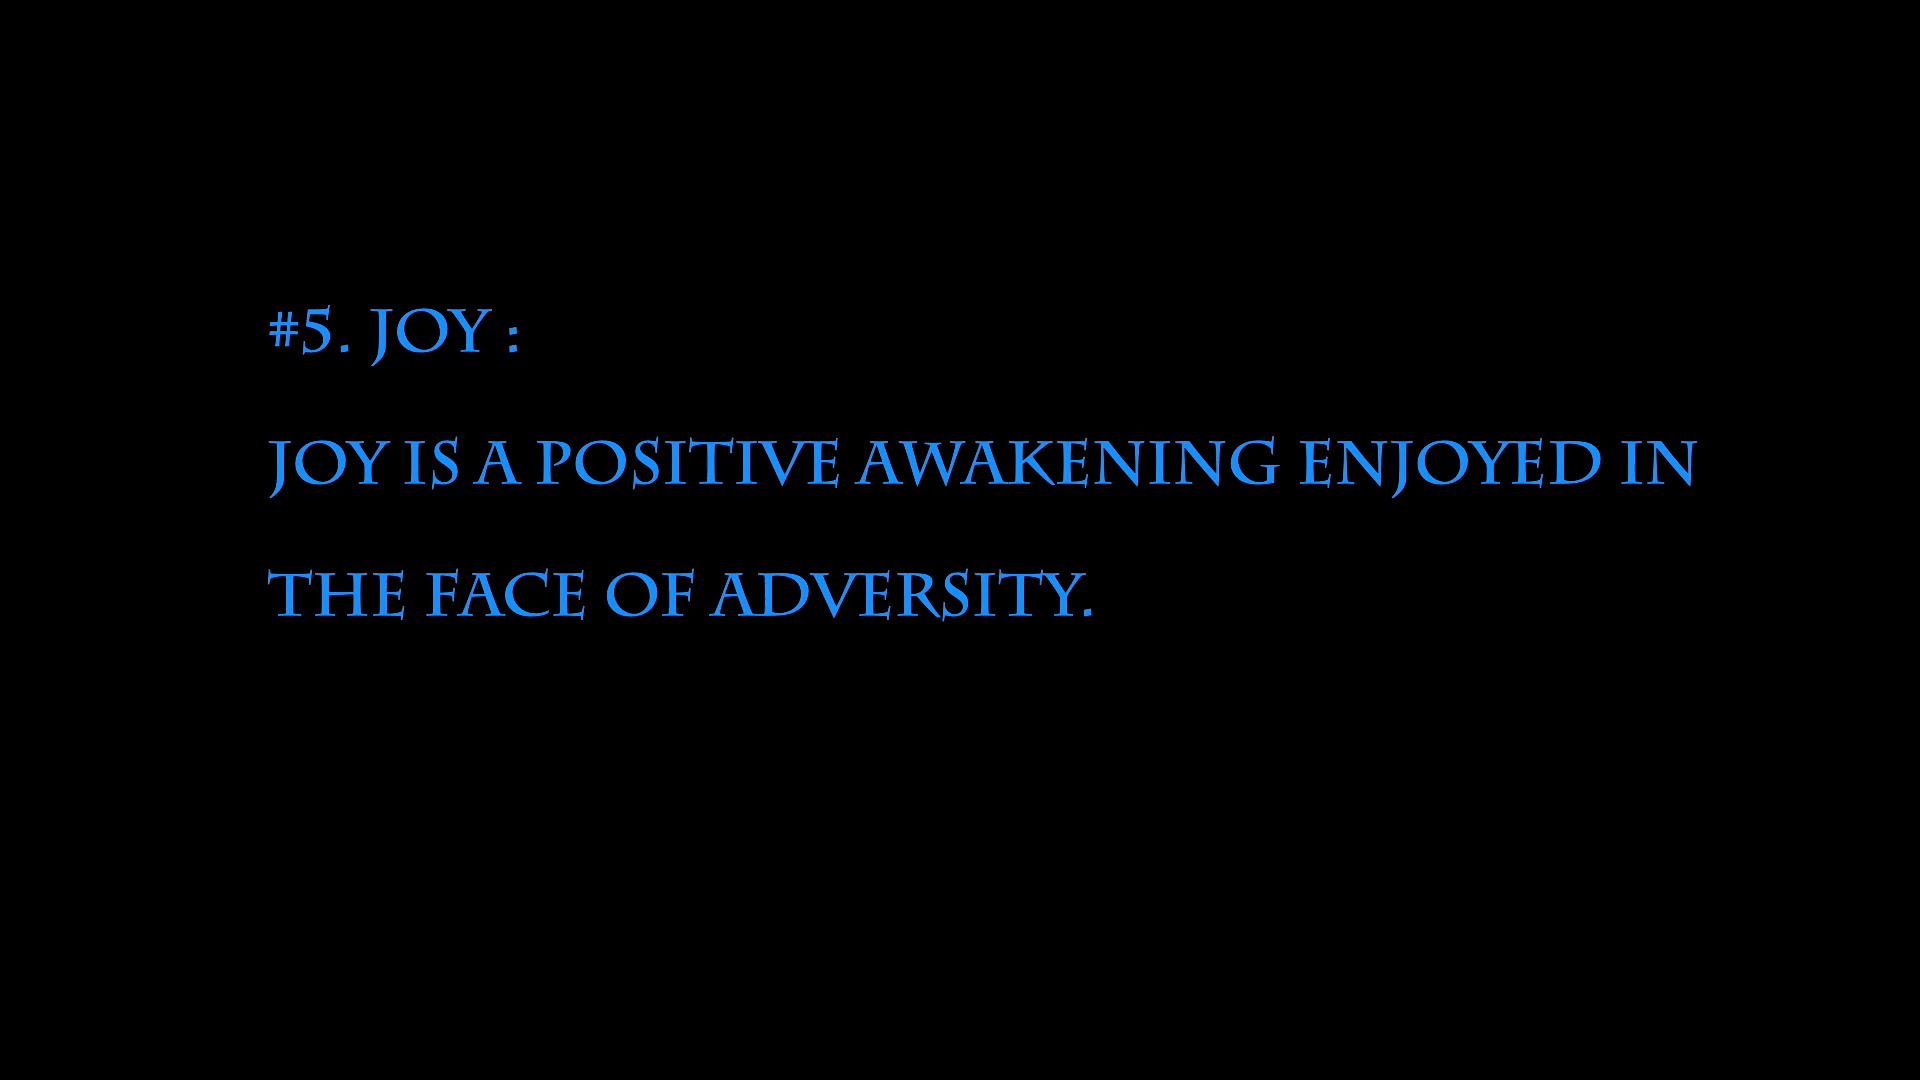 #5. JOY :
JOY IS A POSITIVE AWAKENING ENJOYED IN
THE FACE OF ADVERSITY.